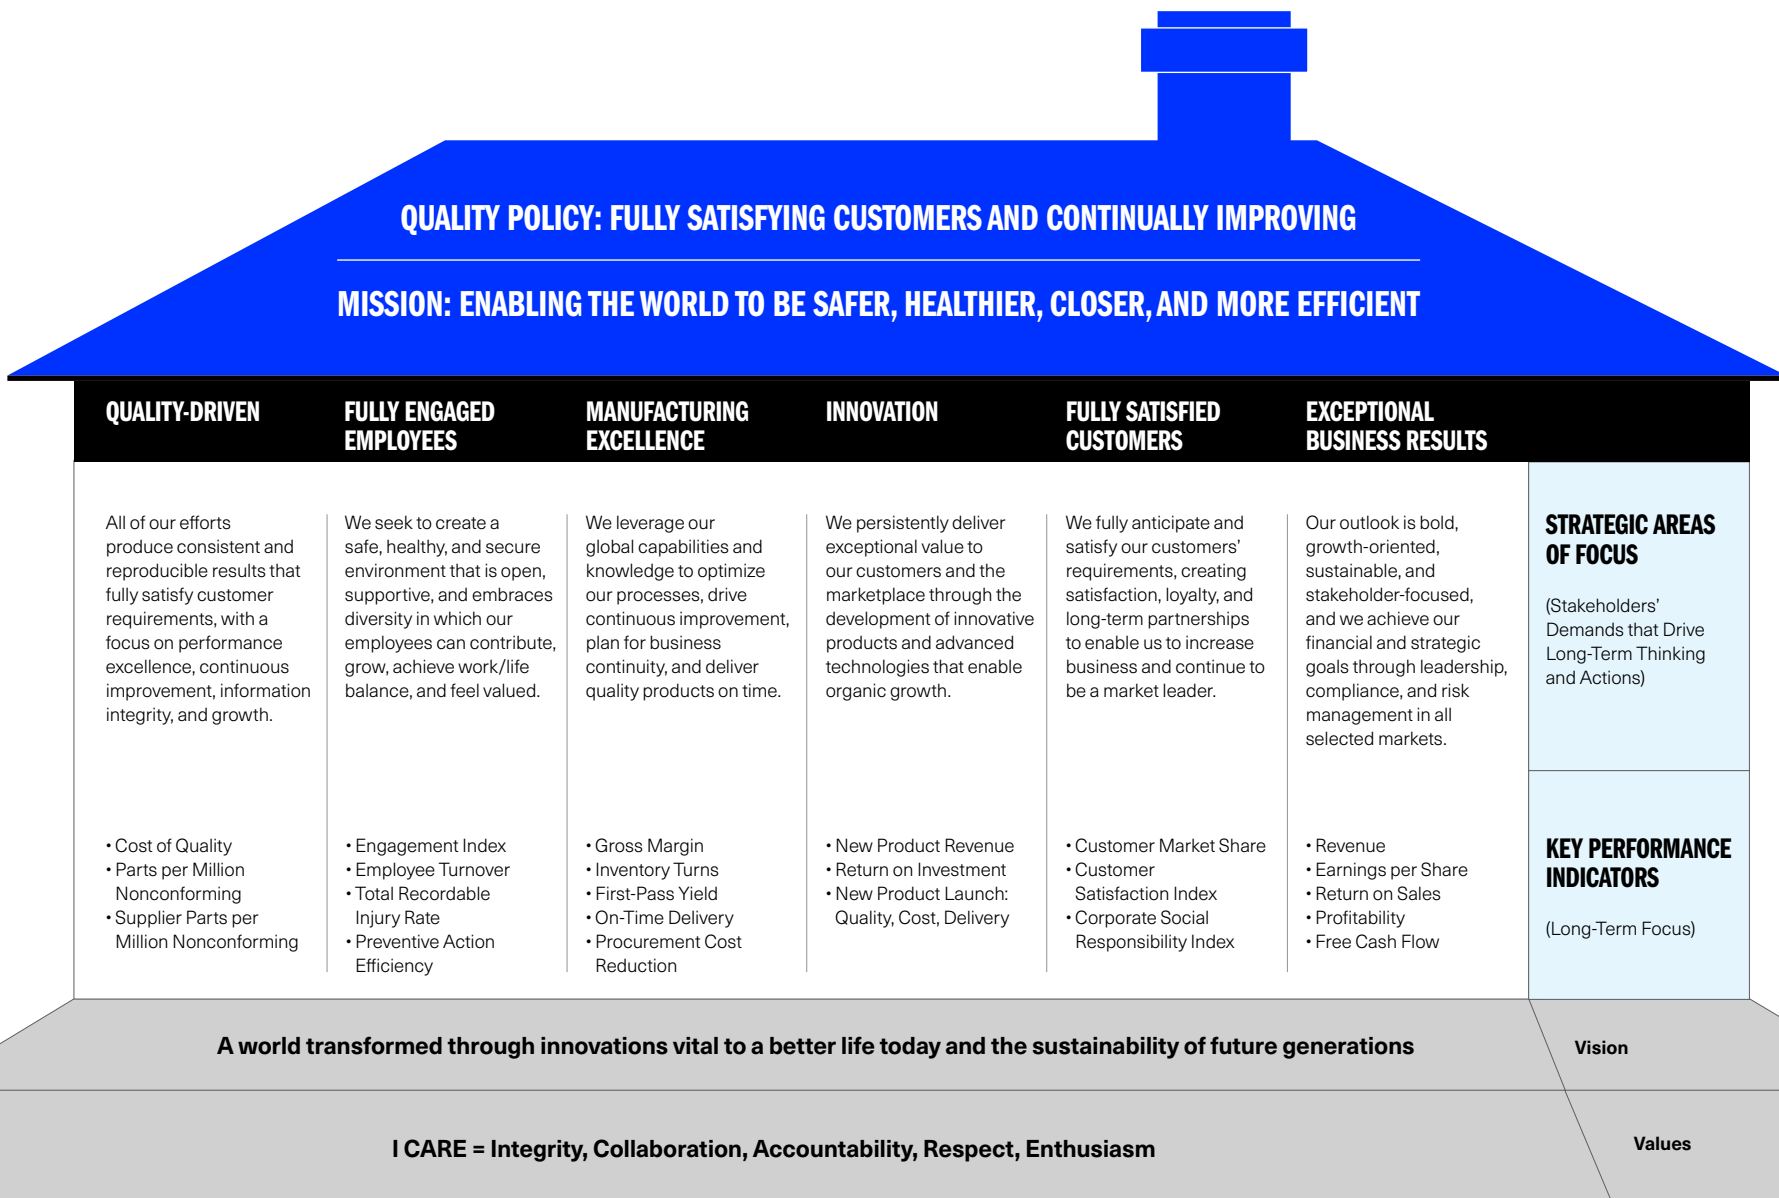 QUALITY POLICY: FULLY SATISFYING CUSTOMERS AND CONTINUALLY IMPROVING
MISSION: ENABLING THE WORLD TO BE SAFER, HEALTHIER, CLOSER, AND MORE EFFICIENT
QUALITY-DRIVEN
FULLY ENGAGED
EMPLOYEES
MANUFACTURING
EXCELLENCE
INNOVATION
FULLY SATISFIED
CUSTOMERS
EXCEPTIONAL
BUSINESS RESULTS
All of our efforts
produce consistent and
reproducible results that
fully satisfy customer
requirements, with a
focus on performance
excellence, continuous
improvement, information
integrity, and growth.
We seek to create a
safe, healthy, and secure
environment that is open,
supportive, and embraces
diversity in which our
employees can contribute,
grow, achieve work/life
balance, and feel valued.
We leverage our
global capabilities and
knowledge to optimize
our processes, drive
continuous improvement,
plan for business
continuity, and deliver
quality products on time.
We persistently deliver
exceptional value to
our customers and the
marketplace through the
development of innovative
products and advanced
technologies that enable
organic growth.
We fully anticipate and
satisfy our customers’
requirements, creating
satisfaction, loyalty, and
long-term partnerships
to enable us to increase
business and continue to
be a market leader.
Our outlook is bold,
growth-oriented,
sustainable, and
stakeholder-focused,
and we achieve our
financial and strategic
goals through leadership,
compliance, and risk
management in all
selected markets.
STRATEGIC AREAS
OF FOCUS
(Stakeholders’
Demands that Drive
Long-Term Thinking
and Actions)
• Cost of Quality
• Parts per Million
Nonconforming
• Supplier Parts per
Million Nonconforming
• Engagement Index
• Employee Turnover
• Total Recordable
Injury Rate
• Preventive Action
Efficiency
• Gross Margin
• Inventory Turns
• First-Pass Yield
• On-Time Delivery
• Procurement Cost
Reduction
• New Product Revenue
• Return on Investment
• New Product Launch:
Quality, Cost, Delivery
• Customer Market Share
• Customer
Satisfaction Index
• Corporate Social
Responsibility Index
• Revenue
• Earnings per Share
• Return on Sales
• Profitability
• Free Cash Flow
KEY PERFORMANCE
INDICATORS
(Long-Term Focus)
A world transformed through innovations vital to a better life today and the sustainability of future generations
Vision
I CARE = Integrity, Collaboration, Accountability, Respect, Enthusiasm
Values